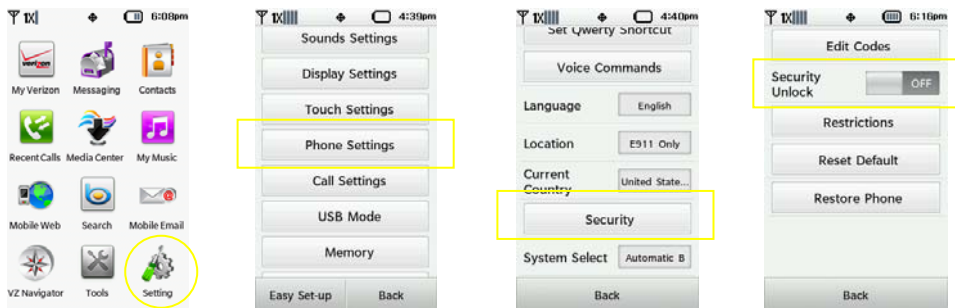 1X 6:08pm
verizon
My Verizon Messaging Contacts
Recent Calls Media Center My Music
Mobile Web Search Mobile Email
VZ Navigator Tools Setting
1X 4:39pm
Sounds Settings
Display Settings
Touch Settings
Phone Settings
Call Settings
USB Mode
Memory
Easy Set-up Back
1X 4:40pm
Set Qwerty Shortcut
Voice Commands
Language English
Location E911 Only
Current
Country United State...
Security
System Select Automatic B
Back
1X 6:16pm
Edit Codes
Security
Unlock OFF
Restrictions
Reset Default
Restore Phone
Back